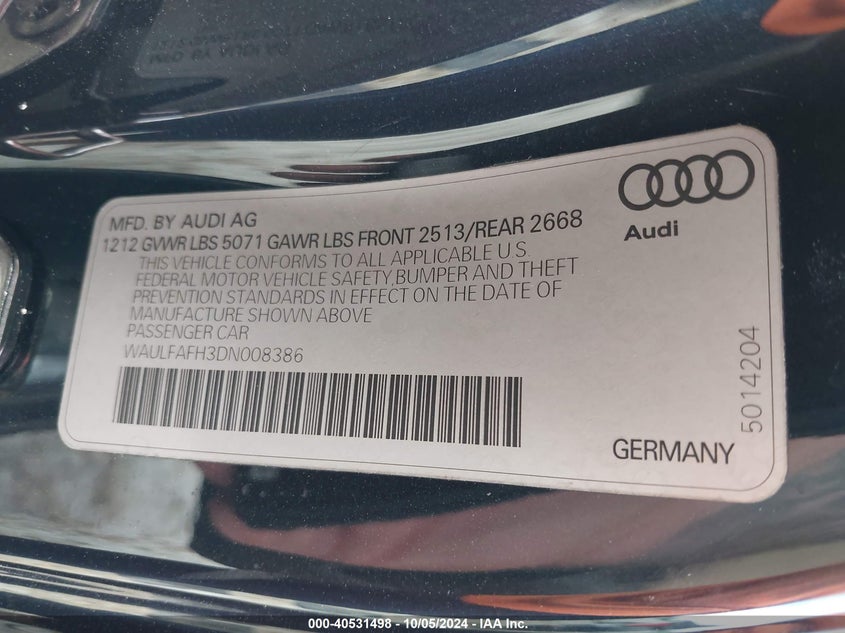 MFD. BY AUDI AG
1212 GVWR LBS 5071 GAWR LBS FRONT 2513/REAR 2668
THIS VEHICLE CONFORMS TO ALL APPLICABLE U S
FEDERAL MOTOR VEHICLE SAFETY,BUMPER AND THEFT
PREVENTION STANDARDS IN EFFECT ON THE DATE OF
MANUFACTURE SHOWN ABOVE
PASSENGER CAR
WAULFAFH3DN008386
Audi
5014204
GERMANY
000-40531498 - 10/05/2024 - IAA Inc.